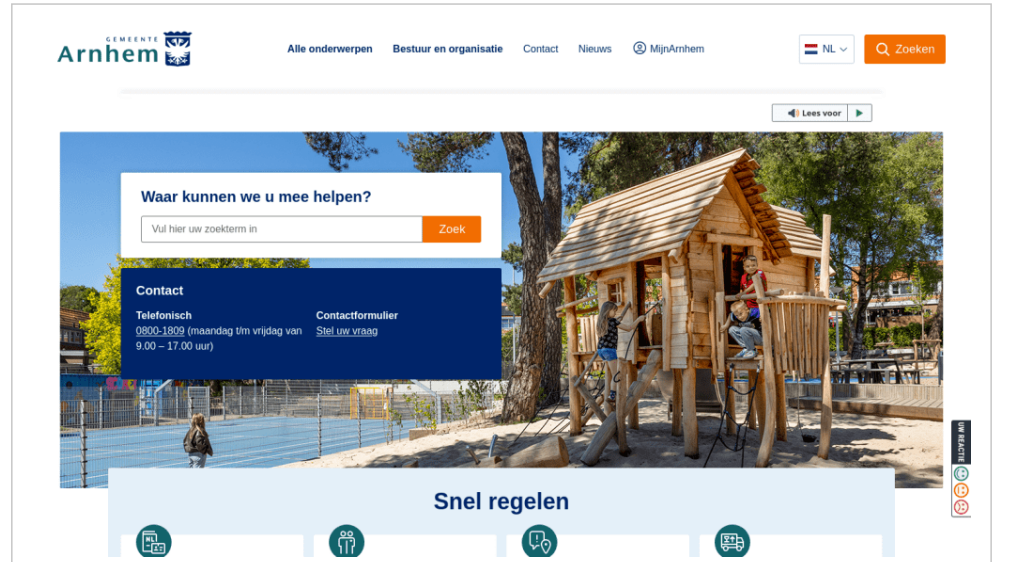 GEMEENTE
Arnhem
Alle onderwerpen
Bestuur en organisatie
Contact
Nieuws
MijnArnhem
NL
Zoeken
Lees voor
Waar kunnen we u mee helpen?
Vul hier uw zoekterm in
Zoek
Contact
Telefonisch
0800-1809 (maandag t/m vrijdag van
9.00 – 17.00 uur)
Contactformulier
Stel uw vraag
UW REACTIE
Snel regelen
NL